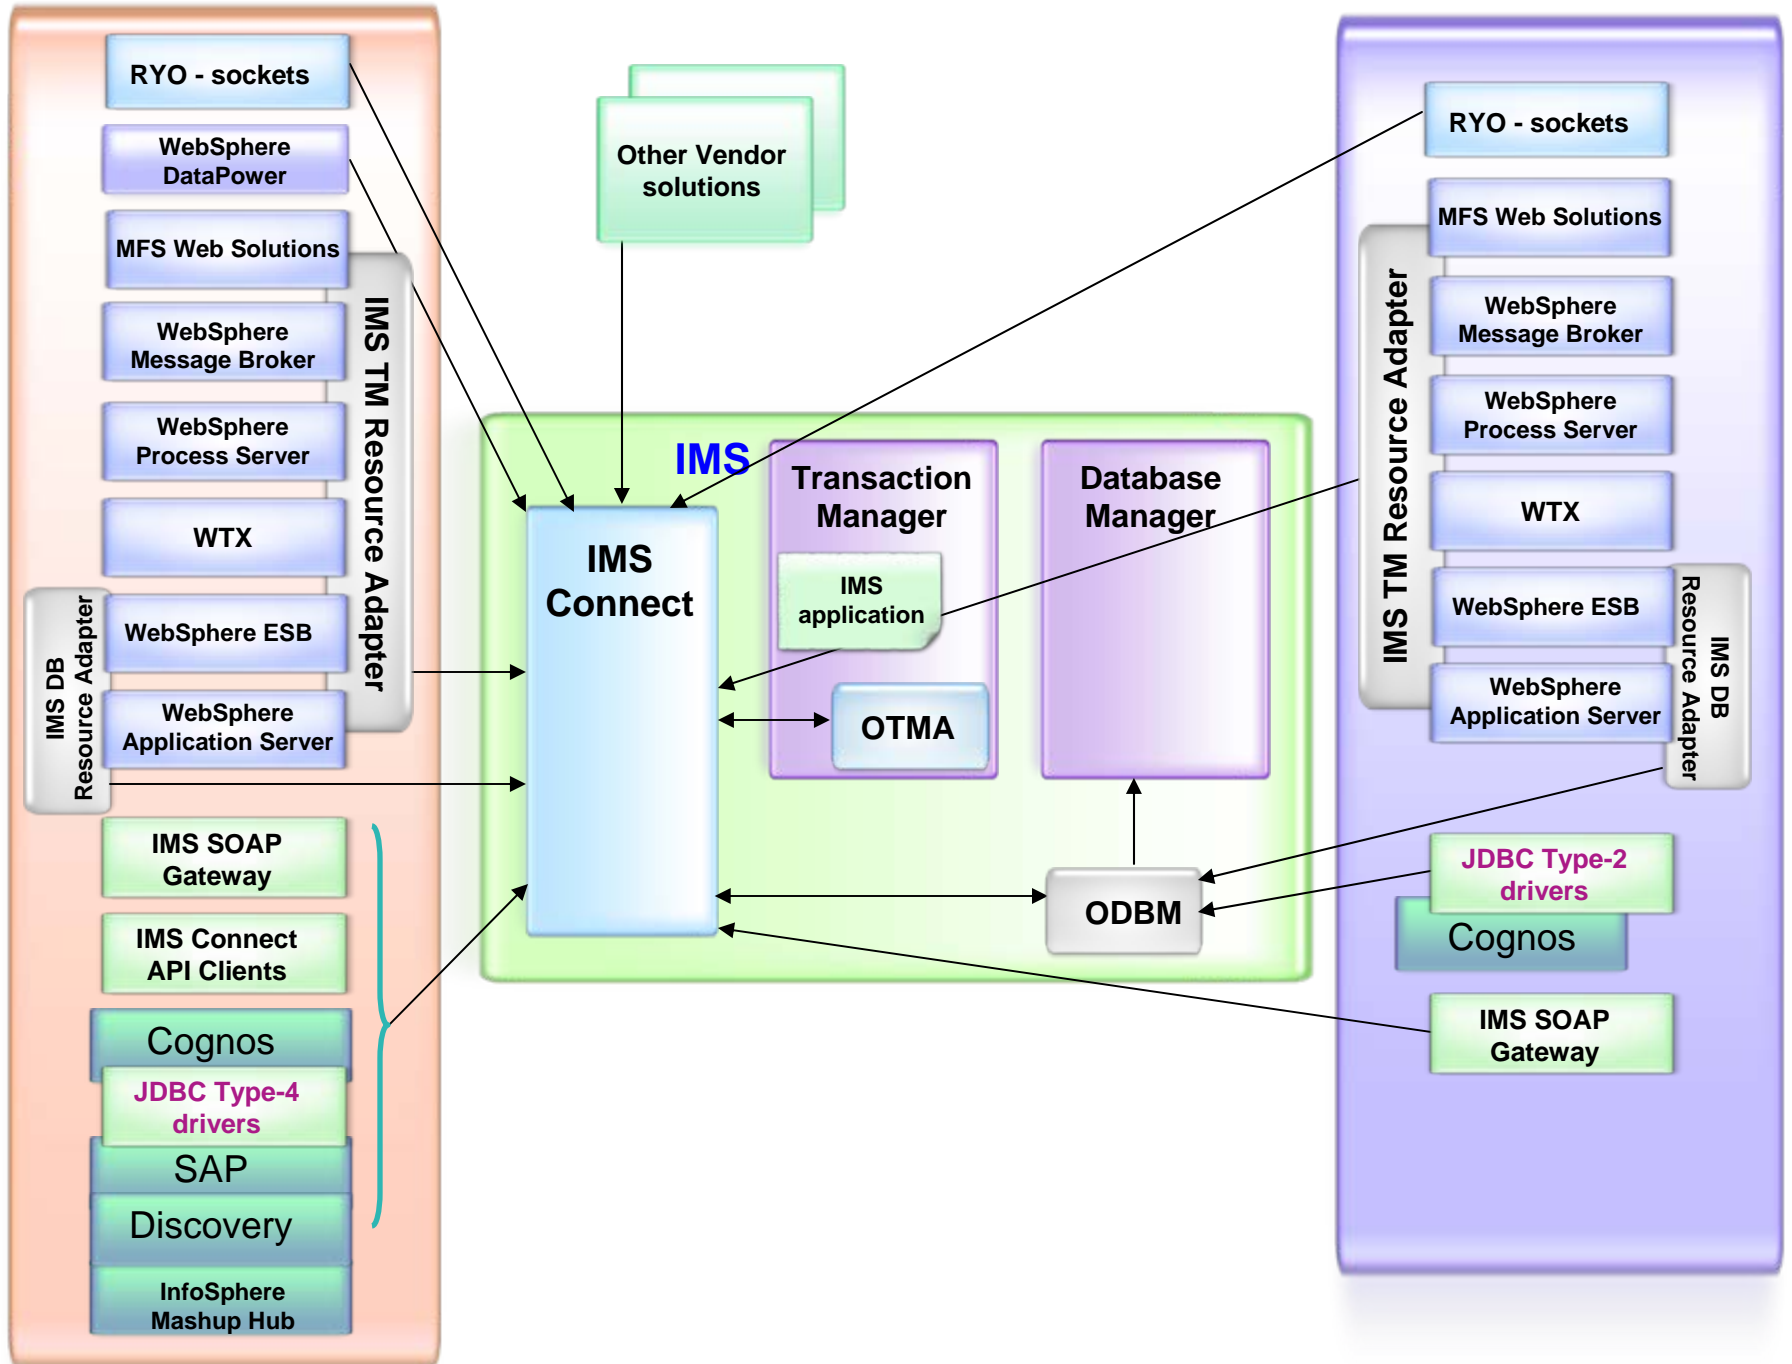 RYO - sockets
WebSphere
DataPower
MFS Web Solutions
WebSphere
Message Broker
WebSphere
Process Server
WTX
WebSphere ESB
WebSphere
Application Server
IMS TM Resource Adapter
IMS DB
Resource Adapter
IMS SOAP
Gateway
IMS Connect
API Clients
Cognos
JDBC Type-4
drivers
SAP
Discovery
InfoSphere
Mashup Hub
Other Vendor
solutions
IMS
IMS
Connect
Transaction
Manager
IMS
application
OTMA
Database
Manager
ODBM
RYO - sockets
MFS Web Solutions
WebSphere
Message Broker
WebSphere
Process Server
WTX
WebSphere ESB
WebSphere
Application Server
IMS TM Resource Adapter
IMS DB
Resource Adapter
JDBC Type-2
drivers
Cognos
IMS SOAP
Gateway